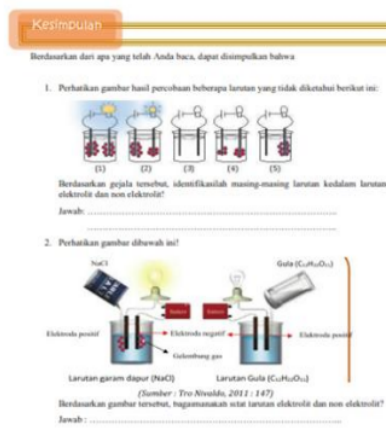 Kesimpulan
Berdasarkan dari apa yang telah Anda baca, dapat disimpulkan bahwa
1. Perhatikan gambar hasil percobaan beberapa larutan yang tidak diketahui berikut ini:
(1) (2) (3) (4) (5)
Berdasarkan gejala tersebut, identifikasilah masing-masing larutan kedalam larutan
elektrolit dan non elektrolit?
Jawab:
2. Perhatikan gambar dibawah ini?
NaCl
Gula (C₁₂H₂₂O₁₁)
Elektroda positif
Elektroda negatif
Elektroda positif
Gelembung gas
Larutan garam dapur (NaCl) Larutan Gula (C₁₂H₂₂O₁₁)
(Sumber : Tro Nivaldo, 2011 : 147)
Berdasarkan gambar tersebut, bagaimanakah sifat larutan elektrolit dan non elektrolit?
Jawab :